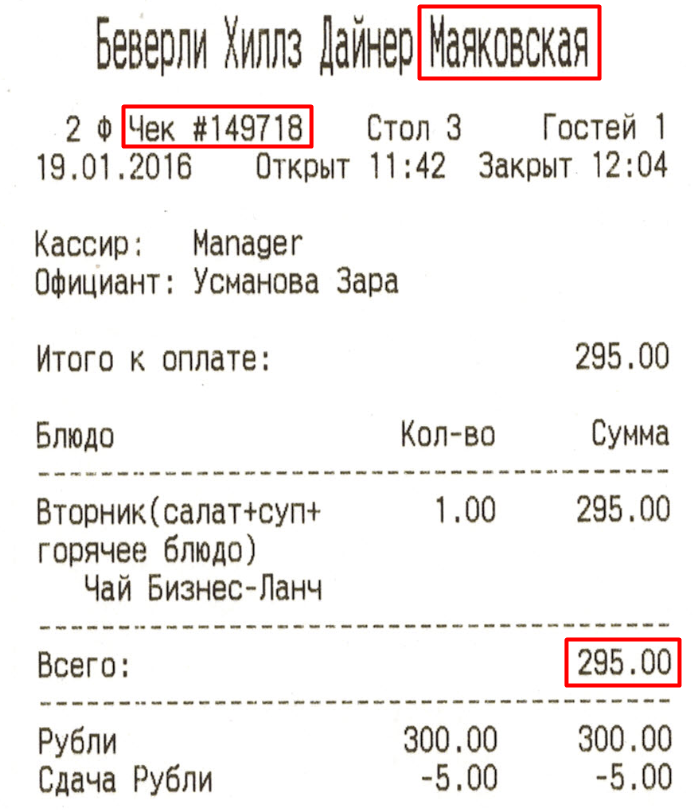 Беверли Хиллз Дайнер Маяковская
2 Ф Чек #149718 Стол 3 Гостей 1
19.01.2016 Открыт 11:42 Закрыт 12:04
Кассир: Manager
Официант: Усманова Зара
Итого к оплате: 295.00
Блюдо Кол-во Сумма
Вторник(салат+суп+ 1.00 295.00
горячее блюдо)
Чай Бизнес-Ланч
Всего: 295.00
Рубли 300.00 300.00
Сдача Рубли -5.00 -5.00